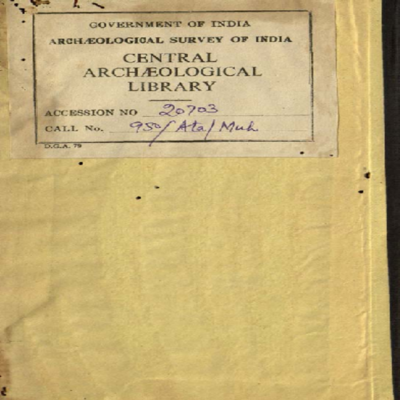 GOVERNMENT OF INDIA
ARCHÆOLOGICAL SURVEY OF INDIA
CENTRAL
ARCHÆOLOGICAL
LIBRARY
ACCESSION NO 20703
CALL No. 950/Ata/Muh
D.G.A. 79